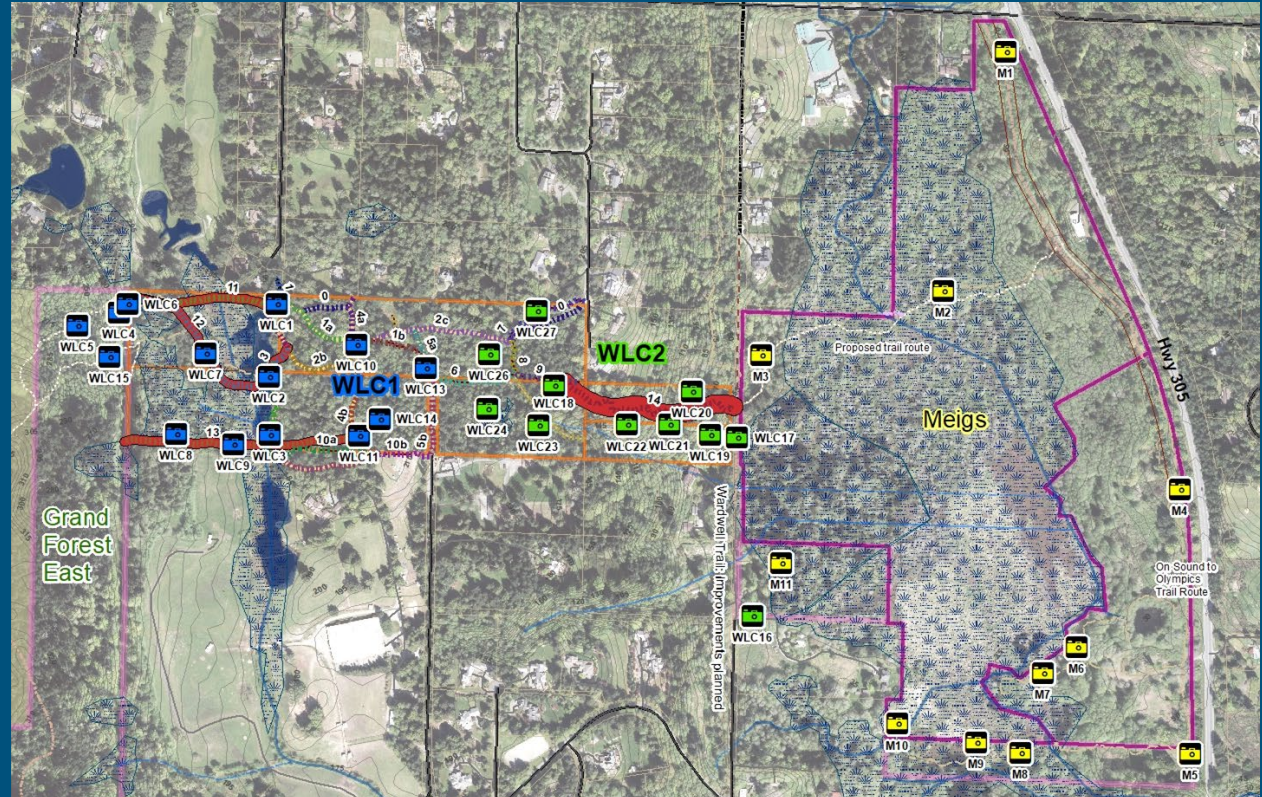 M1
M2
Proposed trail route
M3
Hwy 305
Meigs
11
1
0
WLC6
WLC4
WLC5
WLC15
12
WLC1
1a
4a
1b
2c
7
0
WLC27
WLC7
3
2b
WLC10
5a
WLC13
WLC26
8
WLC2
WLC1
6
9
WLC2
WLC18
14
WLC20
4b
WLC14
WLC24
WLC23
WLC22
WLC21
WLC19
WLC17
13
WLC8
WLC9
WLC3
10a
WLC11
10b
5b
Grand
Forest
East
Wardwell Trail: Improvements planned
M4
On Sound to
Olympics
Trail Route
M11
WLC16
M6
M7
M10
M9
M8
M5
200